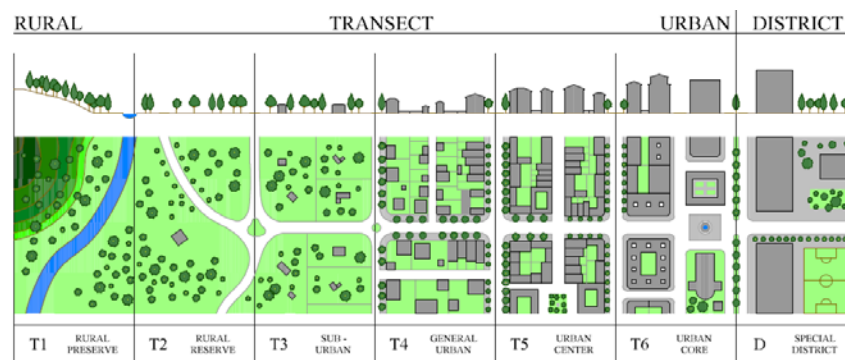 RURAL TRANSECT URBAN DISTRICT
T1 RURAL PRESERVE
T2 RURAL RESERVE
T3 SUB - URBAN
T4 GENERAL URBAN
T5 URBAN CENTER
T6 URBAN CORE
D SPECIAL DISTRICT